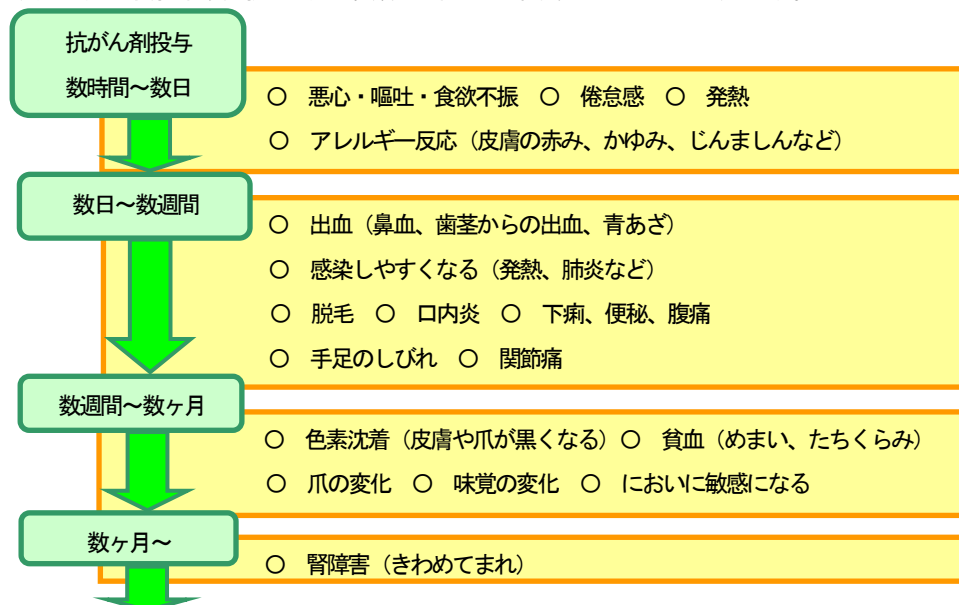 抗がん剤投与
数時間～数日
○ 悪心・嘔吐・食欲不振 ○ 倦怠感 ○ 発熱
○ アレルギー反応（皮膚の赤み、かゆみ、じんましんなど）
数日～数週間
○ 出血（鼻血、歯茎からの出血、青あざ）
○ 感染しやすくなる（発熱、肺炎など）
○ 脱毛 ○ 口内炎 ○ 下痢、便秘、腹痛
○ 手足のしびれ ○ 関節痛
数週間～数ヶ月
○ 色素沈着（皮膚や爪が黒くなる）○ 貧血（めまい、たちくらみ）
○ 爪の変化 ○ 味覚の変化 ○ においに敏感になる
数ヶ月～
○ 腎障害（きわめてまれ）